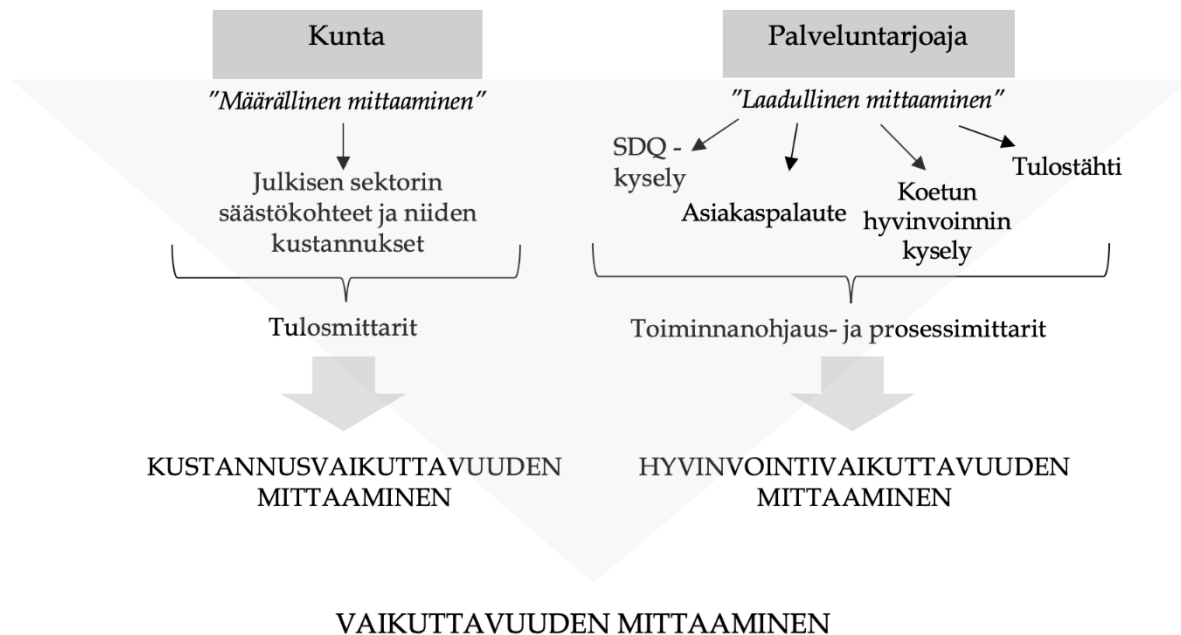 Kunta
"Määrällinen mittaaminen"
Julkisen sektorin
säästökohteet ja niiden
kustannukset
Tulosmittarit
KUSTANNUSVAIKUTTAVUUDEN
MITTAAMINEN
Palveluntarjoaja
"Laadullinen mittaaminen"
SDQ -
kysely
Asiakaspalaute
Koetun
hyvinvoinnin
kysely
Tulostähti
Toiminnanohjaus- ja prosessimittarit
HYVINVOINTIVAIKUTTAVUUDEN
MITTAAMINEN
VAIKUTTAVUUDEN MITTAAMINEN